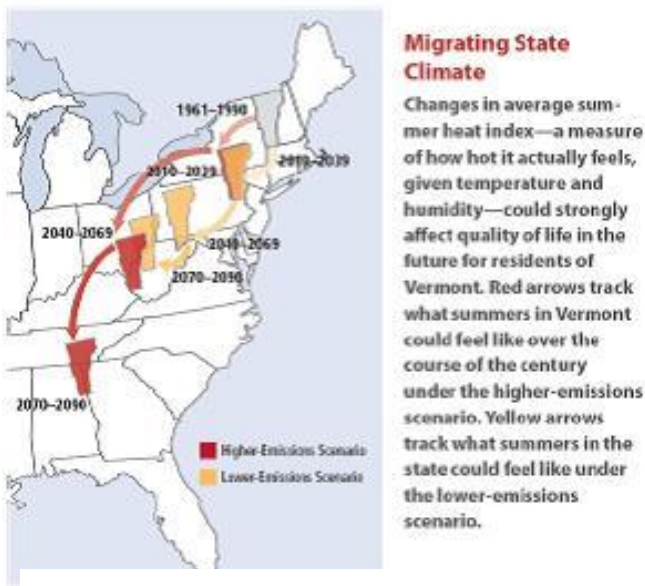 1961–1990
2010–2039
2010–2039
2040–2069
2040–2069
2070–2090
2070–2090
Higher-Emissions Scenario
Lower-Emissions Scenario
Migrating State
Climate
Changes in average sum-
mer heat index—a measure
of how hot it actually feels,
given temperature and
humidity—could strongly
affect quality of life in the
future for residents of
Vermont. Red arrows track
what summers in Vermont
could feel like over the
course of the century
under the higher-emissions
scenario. Yellow arrows
track what summers in the
state could feel like under
the lower-emissions
scenario.